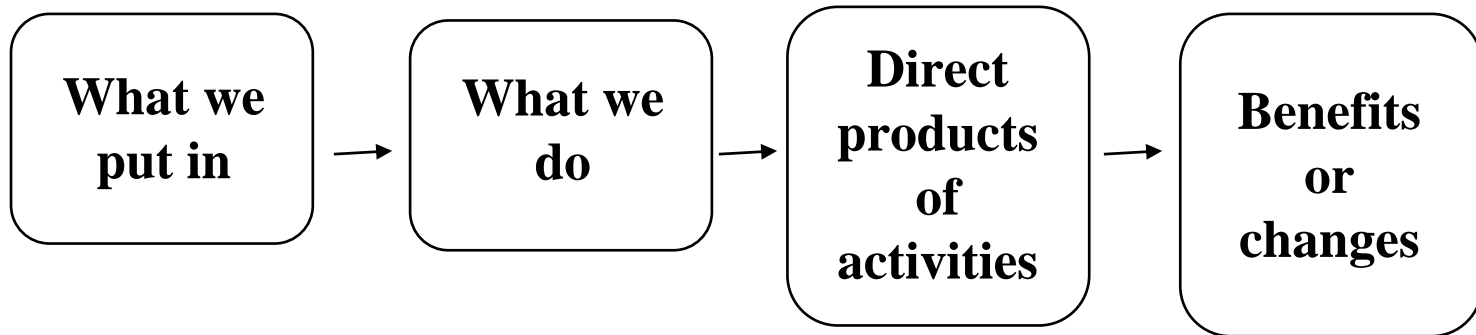 What we
put in
What we
do
Direct
products
of
activities
Benefits
or
changes